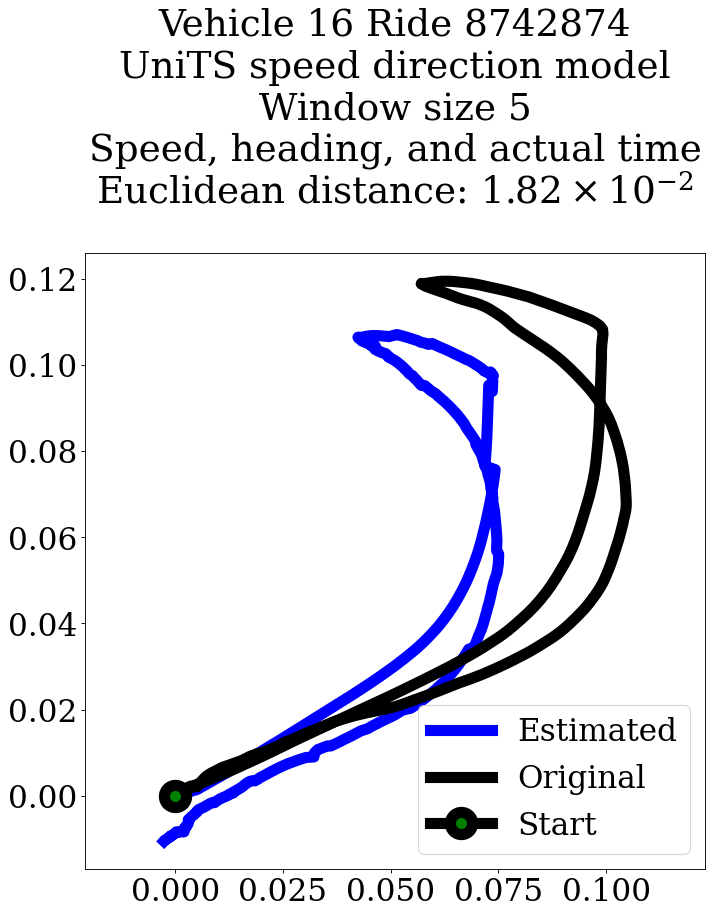 Vehicle 16 Ride 8742874
UniTS speed direction model
Window size 5
Speed, heading, and actual time
Euclidean distance: 1.82 × 10⁻²
0.12
0.10
0.08
0.06
0.04
0.02
0.00
Estimated
Original
Start
0.000 0.025 0.050 0.075 0.100